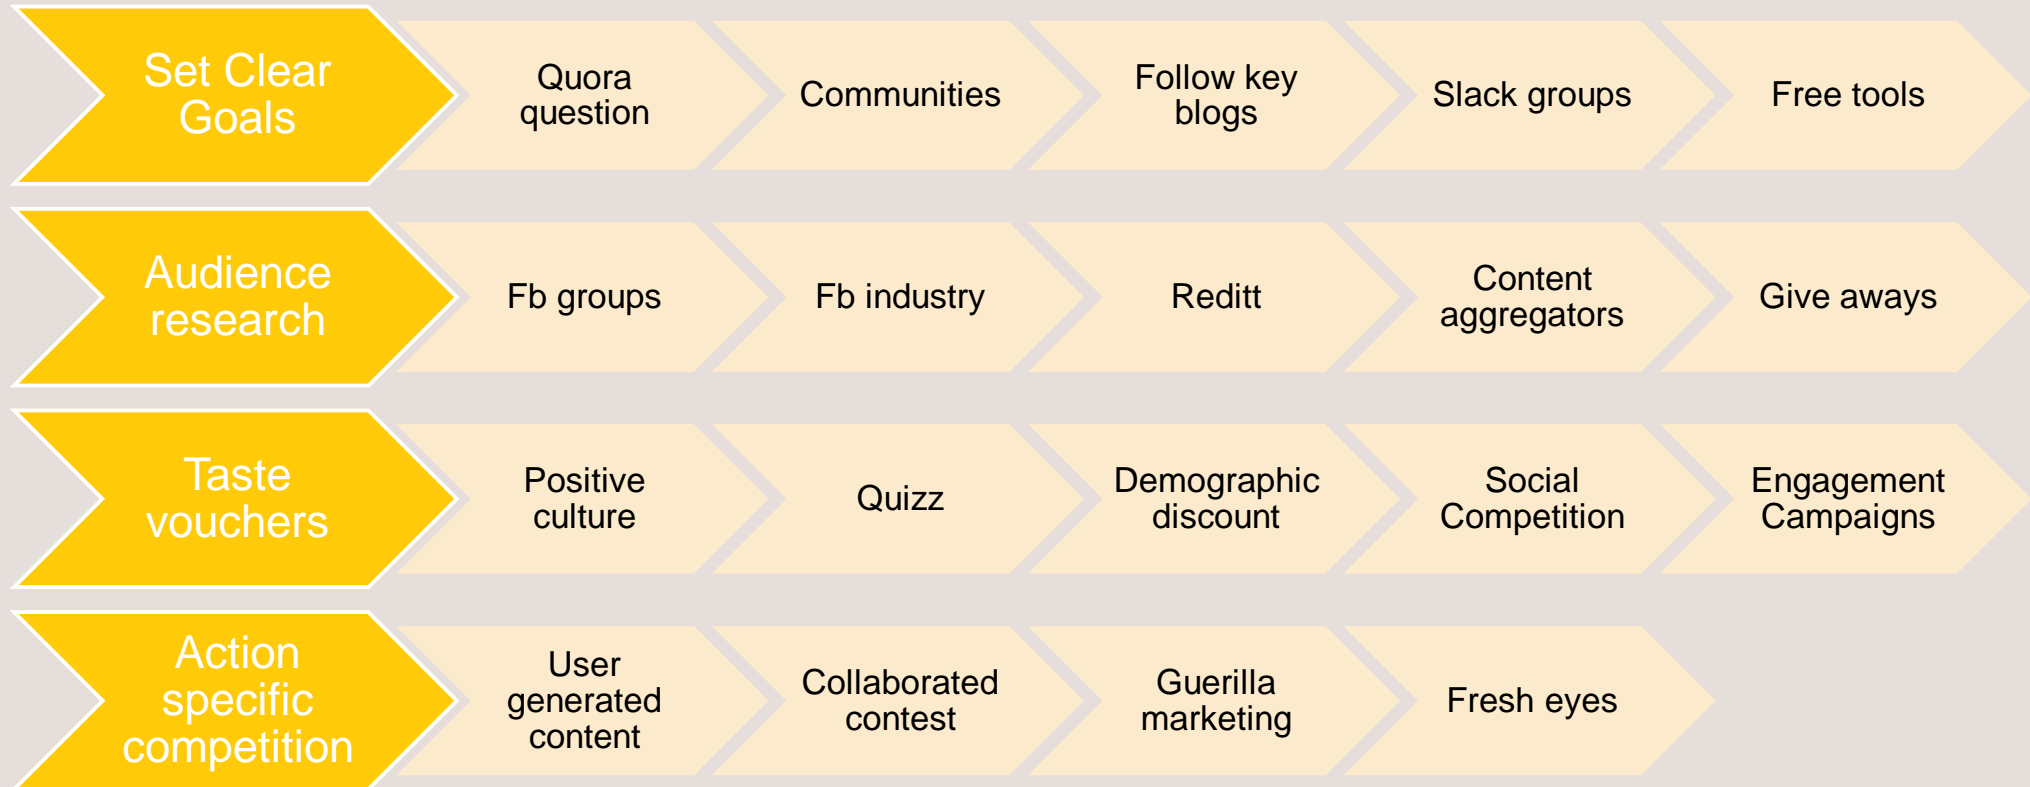 Set Clear
Goals
Quora
question
Communities
Follow key
blogs
Slack groups
Free tools
Audience
research
Fb groups
Fb industry
Reditt
Content
aggregators
Give aways
Taste
vouchers
Positive
culture
Quizz
Demographic
discount
Social
Competition
Engagement
Campaigns
Action
specific
competition
User
generated
content
Collaborated
contest
Guerilla
marketing
Fresh eyes